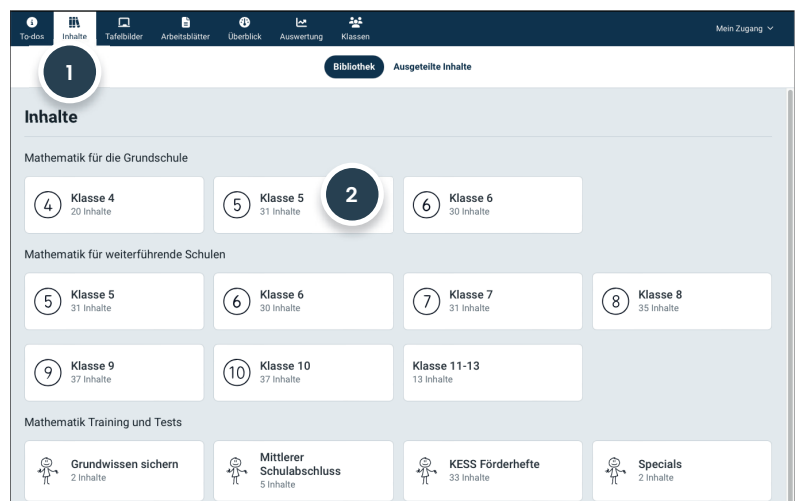 To-dos Inhalte Tafelbilder Arbeitsblätter Überblick Auswertung Klassen Mein Zugang
1
Bibliothek Ausgeteilte Inhalte
Inhalte
Mathematik für die Grundschule
4 Klasse 4
20 Inhalte
5 Klasse 5
31 Inhalte
2
6 Klasse 6
30 Inhalte
Mathematik für weiterführende Schulen
5 Klasse 5
31 Inhalte
6 Klasse 6
30 Inhalte
7 Klasse 7
31 Inhalte
8 Klasse 8
35 Inhalte
9 Klasse 9
37 Inhalte
10 Klasse 10
37 Inhalte
Klasse 11-13
13 Inhalte
Mathematik Training und Tests
Grundwissen sichern
2 Inhalte
Mittlerer
Schulabschluss
5 Inhalte
KESS Förderhefte
33 Inhalte
Specials
2 Inhalte